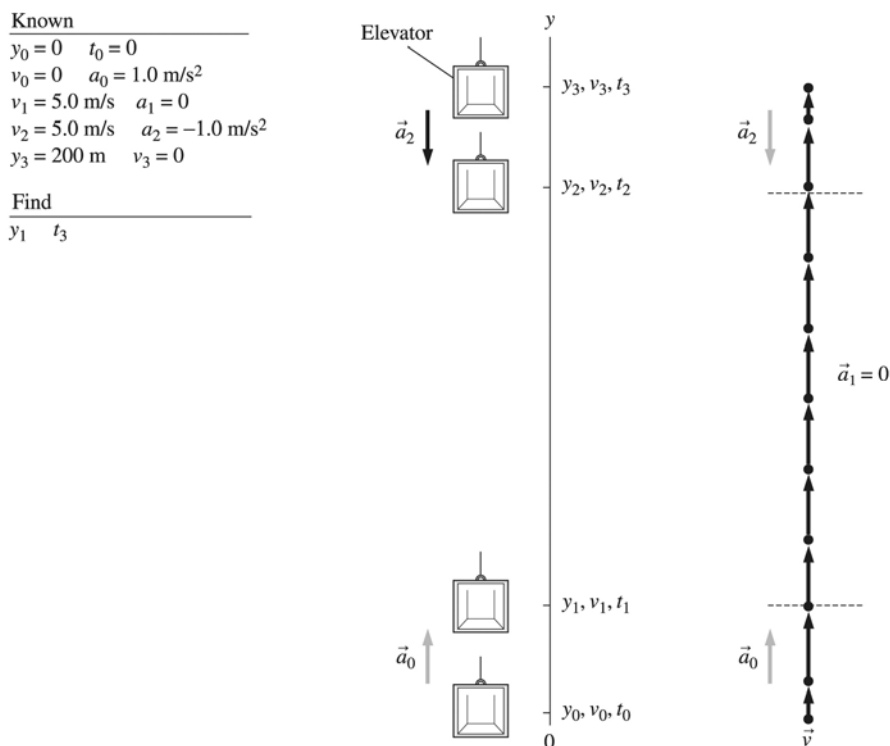 Known
y₀ = 0 t₀ = 0
v₀ = 0 a₀ = 1.0 m/s²
v₁ = 5.0 m/s a₁ = 0
v₂ = 5.0 m/s a₂ = −1.0 m/s²
y₃ = 200 m v₃ = 0
Find
y₁ t₃
Elevator
y
y₃, v₃, t₃
a⃗₂
a⃗₂
y₂, v₂, t₂
a⃗₁ = 0
y₁, v₁, t₁
a⃗₀
a⃗₀
y₀, v₀, t₀
0
v⃗